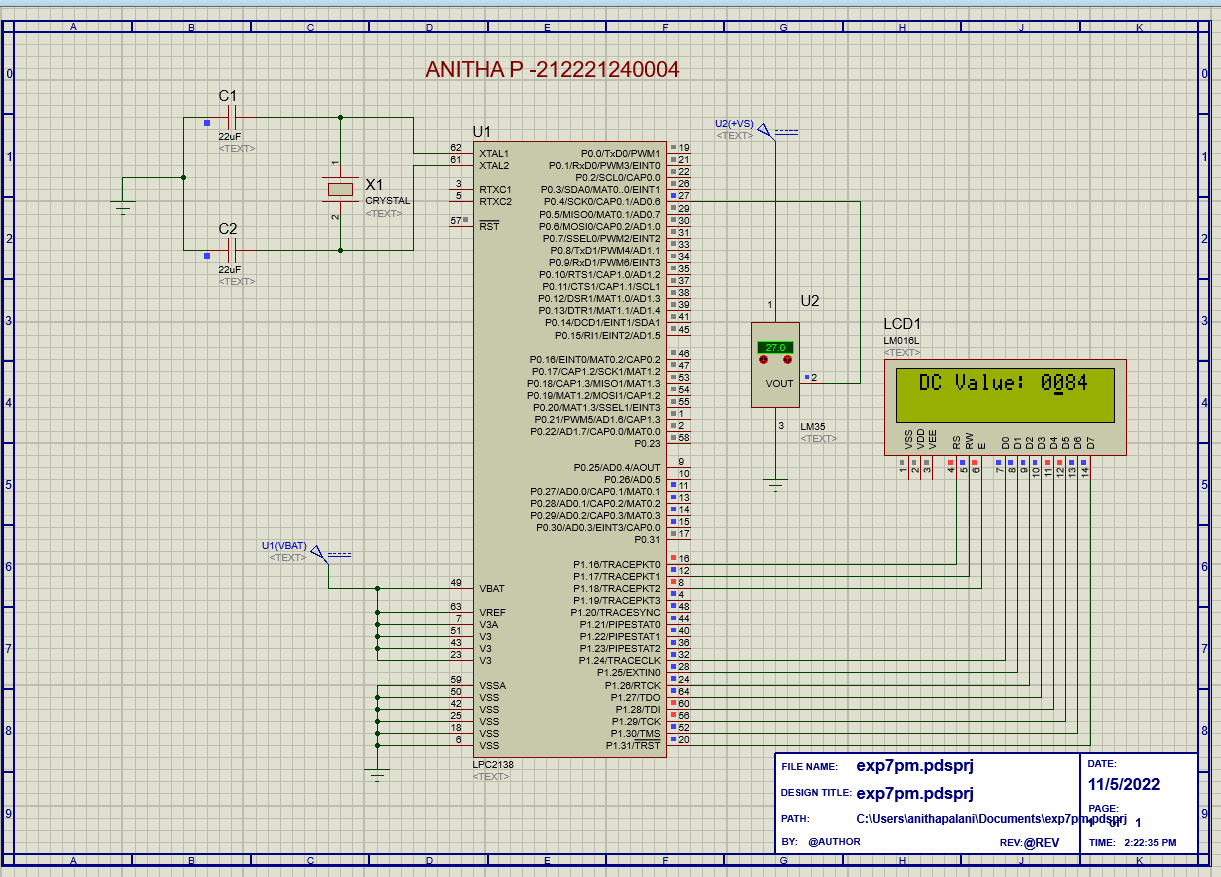 A B C D E F G H J K
ANITHA P -212221240004
C1
22uF
<TEXT>
C2
22uF
<TEXT>
X1
CRYSTAL
<TEXT>
1
2
U1
62 XTAL1
61 XTAL2
3 RTXC1
5 RTXC2
57 RST
49 VBAT
63 VREF
7 V3A
51 V3
43 V3
23 V3
59 VSSA
50 VSS
42 VSS
25 VSS
18 VSS
6 VSS
P0.0/TxD0/PWM1 19
P0.1/RxD0/PWM3/EINT0 21
P0.2/SCL0/CAP0.0 22
P0.3/SDA0/MAT0..0/EINT1 26
P0.4/SCK0/CAP0.1/AD0.6 27
P0.5/MISO0/MAT0.1/AD0.7 29
P0.6/MOSI0/CAP0.2/AD1.0 30
P0.7/SSEL0/PWM2/EINT2 31
P0.8/TxD1/PWM4/AD1.1 33
P0.9/RxD1/PWM6/EINT3 34
P0.10/RTS1/CAP1.0/AD1.2 35
P0.11/CTS1/CAP1.1/SCL1 37
P0.12/DSR1/MAT1.0/AD1.3 38
P0.13/DTR1/MAT1.1/AD1.4 39
P0.14/DCD1/EINT1/SDA1 41
P0.15/RI1/EINT2/AD1.5 45
P0.16/EINT0/MAT0.2/CAP0.2 46
P0.17/CAP1.2/SCK1/MAT1.2 47
P0.18/CAP1.3/MISO1/MAT1.3 53
P0.19/MAT1.2/MOSI1/CAP1.2 54
P0.20/MAT1.3/SSEL1/EINT3 55
P0.21/PWM5/AD1.6/CAP1.3 1
P0.22/AD1.7/CAP0.0/MAT0.0 2
P0.23 58
P0.25/AD0.4/AOUT 9
P0.26/AD0.5 10
P0.27/AD0.0/CAP0.1/MAT0.1 11
P0.28/AD0.1/CAP0.2/MAT0.2 13
P0.29/AD0.2/CAP0.3/MAT0.3 14
P0.30/AD0.3/EINT3/CAP0.0 15
P0.31 17
P1.16/TRACEPKT0 16
P1.17/TRACEPKT1 12
P1.18/TRACEPKT2 8
P1.19/TRACEPKT3 4
P1.20/TRACESYNC 48
P1.21/PIPESTAT0 44
P1.22/PIPESTAT1 40
P1.23/PIPESTAT2 36
P1.24/TRACECLK 32
P1.25/EXTIN0 28
P1.26/RTCK 24
P1.27/TDO 64
P1.28/TDI 60
P1.29/TCK 56
P1.30/TMS 52
P1.31/TRST 20
LPC2138
<TEXT>
U1(VBAT)
<TEXT>
U2(+VS)
<TEXT>
U2
1
27.0
VOUT 2
3
LM35
<TEXT>
LCD1
LM016L
<TEXT>
DC Value: 0084
VSS VDD VEE RS RW E D0 D1 D2 D3 D4 D5 D6 D7
1 2 3 4 5 6 7 8 9 10 11 12 13 14
0 0
1 1
2 2
3 3
4 4
5 5
6 6
7 7
8 8
9 9
FILE NAME: exp7pm.pdsprj
DESIGN TITLE: exp7pm.pdsprj
PATH: C:\Users\anithapalani\Documents\exp7pm.pdsprj
BY: @AUTHOR REV:@REV
DATE:
11/5/2022
PAGE:
1 of 1
TIME: 2:22:35 PM
A B C D E F G H J K